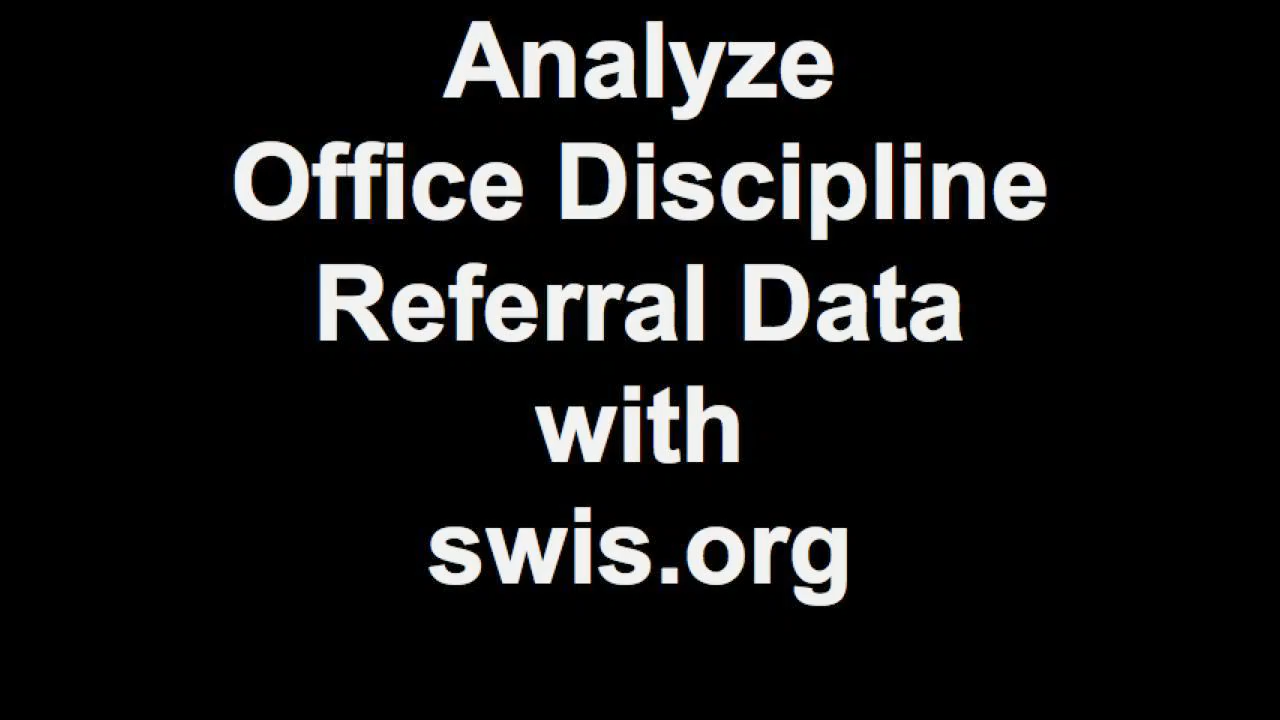 Analyze
Office Discipline
Referral Data
with
swis.org